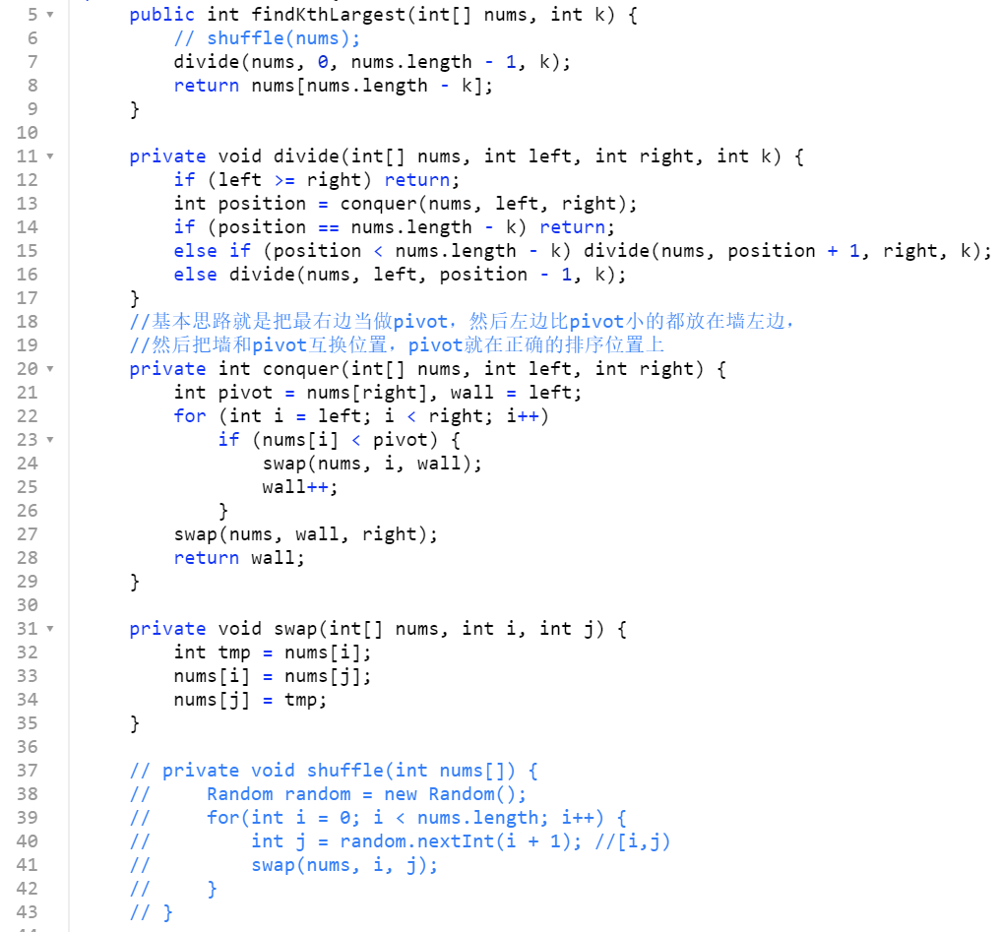 5 public int findKthLargest(int[] nums, int k) {
6 // shuffle(nums);
7 divide(nums, 0, nums.length - 1, k);
8 return nums[nums.length - k];
9 }
10
11 private void divide(int[] nums, int left, int right, int k) {
12 if (left >= right) return;
13 int position = conquer(nums, left, right);
14 if (position == nums.length - k) return;
15 else if (position < nums.length - k) divide(nums, position + 1, right, k);
16 else divide(nums, left, position - 1, k);
17 }
18 //基本思路就是把最右边当做pivot，然后左边比pivot小的都放在墙左边，
19 //然后把墙和pivot互换位置，pivot就在正确的排序位置上
20 private int conquer(int[] nums, int left, int right) {
21 int pivot = nums[right], wall = left;
22 for (int i = left; i < right; i++)
23 if (nums[i] < pivot) {
24 swap(nums, i, wall);
25 wall++;
26 }
27 swap(nums, wall, right);
28 return wall;
29 }
30
31 private void swap(int[] nums, int i, int j) {
32 int tmp = nums[i];
33 nums[i] = nums[j];
34 nums[j] = tmp;
35 }
36
37 // private void shuffle(int nums[]) {
38 // Random random = new Random();
39 // for(int i = 0; i < nums.length; i++) {
40 // int j = random.nextInt(i + 1); //[i,j)
41 // swap(nums, i, j);
42 // }
43 // }